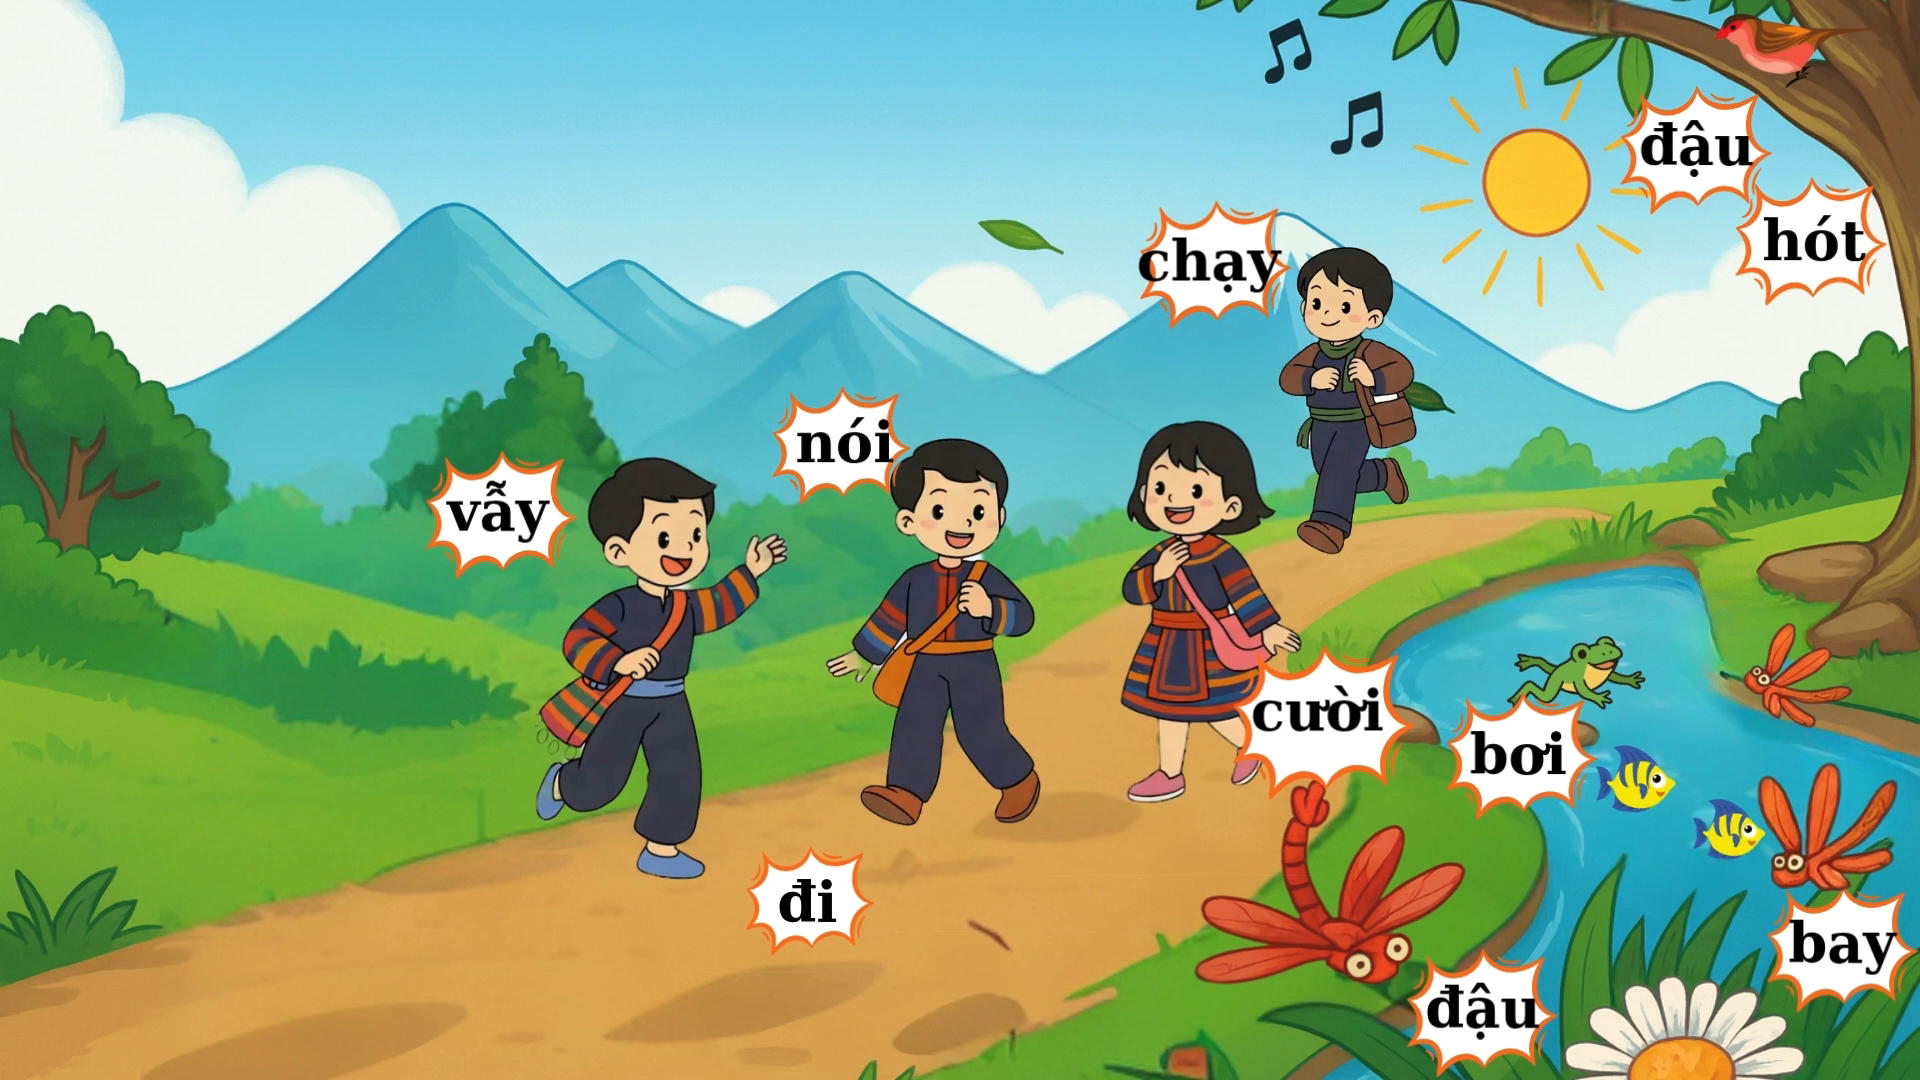 đậu
hót
chạy
nói
vẫy
cười
bơi
đi
bay
đậu